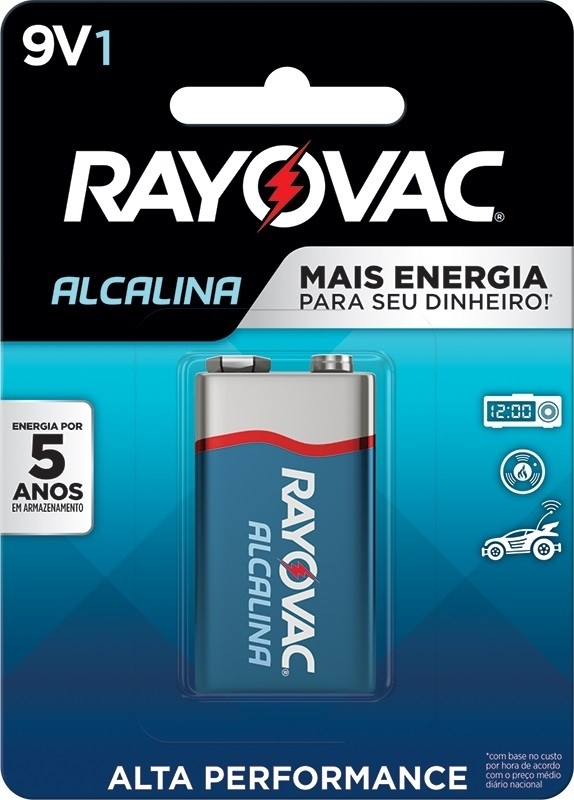 9V1
RAYOVAC®
ALCALINA
MAIS ENERGIA
PARA SEU DINHEIRO!*
ENERGIA POR
5
ANOS
EM ARMAZENAMENTO
12:00
RAYOVAC®
ALCALINA
ALTA PERFORMANCE
*com base no custo
por hora de acordo
com o preço médio
diário nacional